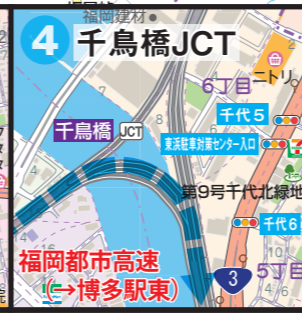 福岡建材
4 千鳥橋JCT
6丁目
ニトリ
千代5
千鳥橋 JCT
東浜駐車対策センター入口
第9号千代北緑地
千代6
福岡都市高速
(→博多駅東)
3
5丁目